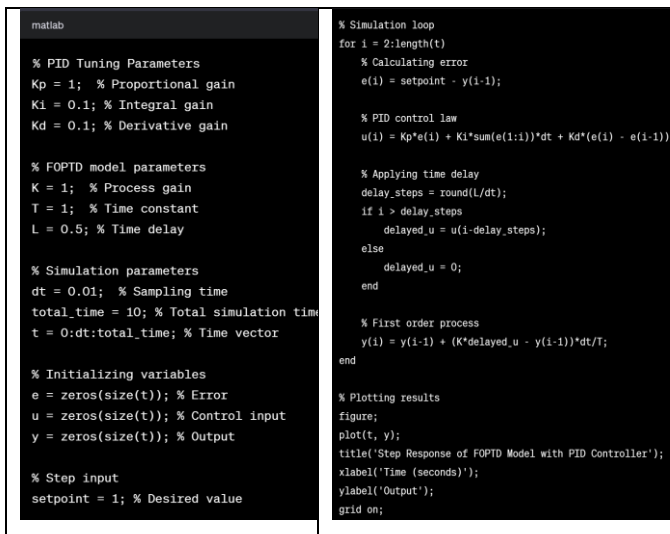 matlab
% PID Tuning Parameters
Kp = 1; % Proportional gain
Ki = 0.1; % Integral gain
Kd = 0.1; % Derivative gain
% FOPTD model parameters
K = 1; % Process gain
T = 1; % Time constant
L = 0.5; % Time delay
% Simulation parameters
dt = 0.01; % Sampling time
total_time = 10; % Total simulation time
t = 0:dt:total_time; % Time vector
% Initializing variables
e = zeros(size(t)); % Error
u = zeros(size(t)); % Control input
y = zeros(size(t)); % Output
% Step input
setpoint = 1; % Desired value
% Simulation loop
for i = 2:length(t)
% Calculating error
e(i) = setpoint - y(i-1);
% PID control law
u(i) = Kp*e(i) + Ki*sum(e(1:i))*dt + Kd*(e(i) - e(i-1))
% Applying time delay
delay_steps = round(L/dt);
if i > delay_steps
delayed_u = u(i-delay_steps);
else
delayed_u = 0;
end
% First order process
y(i) = y(i-1) + (K*delayed_u - y(i-1))*dt/T;
end
% Plotting results
figure;
plot(t, y);
title('Step Response of FOPTD Model with PID Controller');
xlabel('Time (seconds)');
ylabel('Output');
grid on;